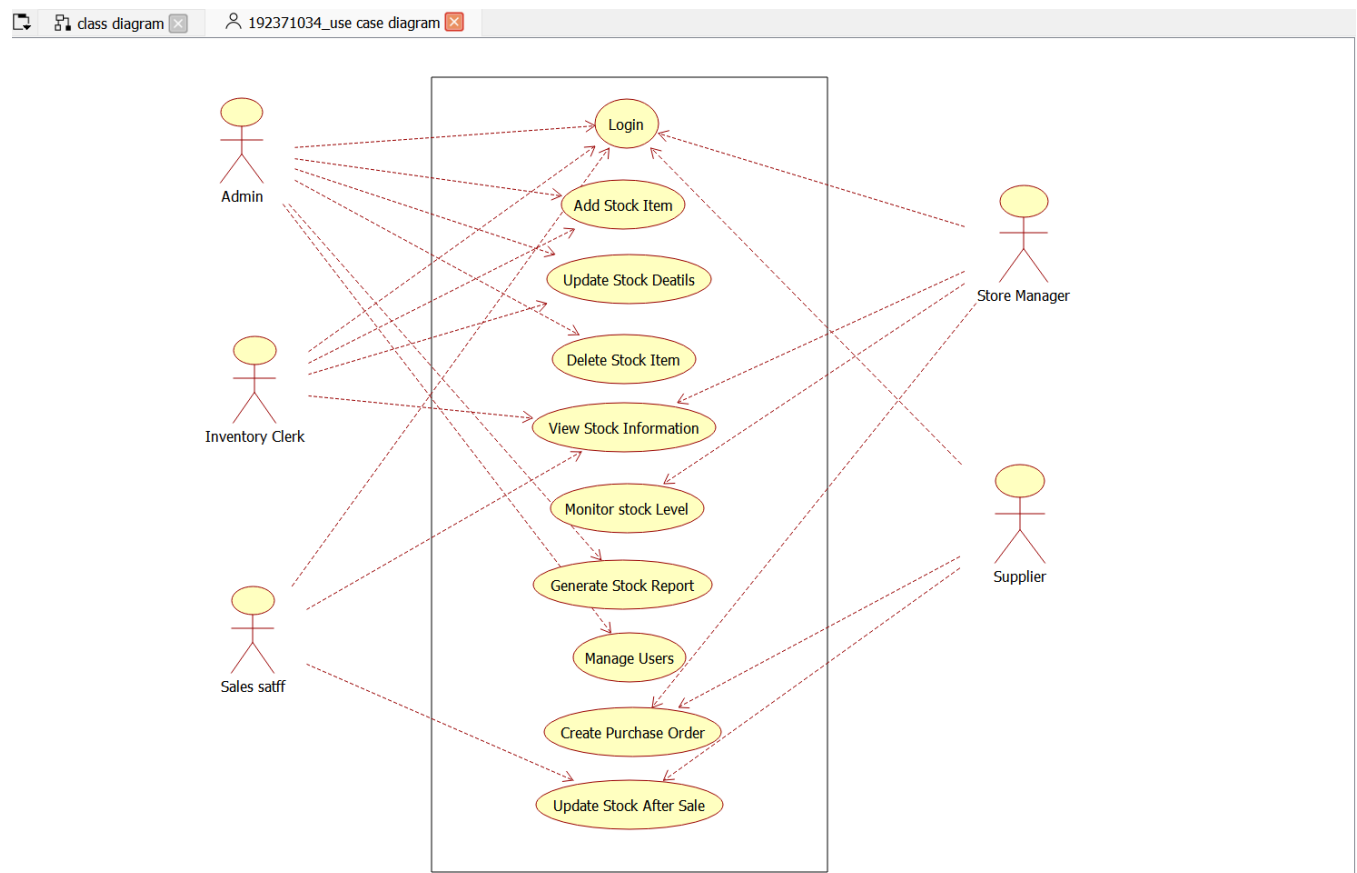 class diagram
192371034_use case diagram
Login
Admin
Add Stock Item
Update Stock Deatils
Store Manager
Delete Stock Item
Inventory Clerk
View Stock Information
Monitor stock Level
Supplier
Generate Stock Report
Manage Users
Sales satff
Create Purchase Order
Update Stock After Sale